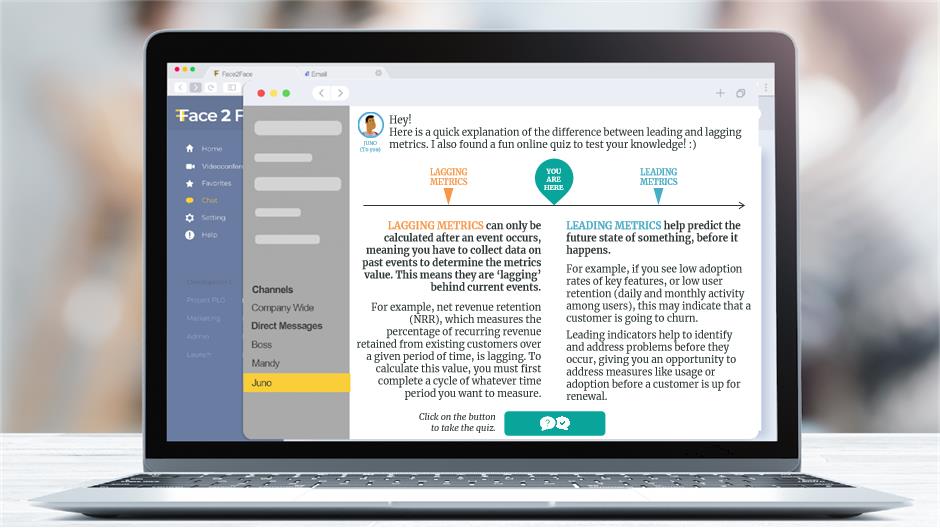 Face2Face
Email
Face 2 F
Home
Videoconfer
Favorites
Chat
Setting
Help
Project PLG
Marketing
Admin
Launch
Channels
Company Wide
Direct Messages
Boss
Mandy
Juno
JUNO
(To you)
Hey!
Here is a quick explanation of the difference between leading and lagging
metrics. I also found a fun online quiz to test your knowledge! :)
LAGGING
METRICS
YOU
ARE
HERE
LEADING
METRICS
LAGGING METRICS can only be
calculated after an event occurs,
meaning you have to collect data on
past events to determine the metrics
value. This means they are ‘lagging’
behind current events.
For example, net revenue retention
(NRR), which measures the
percentage of recurring revenue
retained from existing customers over
a given period of time, is lagging. To
calculate this value, you must first
complete a cycle of whatever time
period you want to measure.
LEADING METRICS help predict the
future state of something, before it
happens.
For example, if you see low adoption
rates of key features, or low user
retention (daily and monthly activity
among users), this may indicate that a
customer is going to churn.
Leading indicators help to identify
and address problems before they
occur, giving you an opportunity to
address measures like usage or
adoption before a customer is up for
renewal.
Click on the button
to take the quiz.